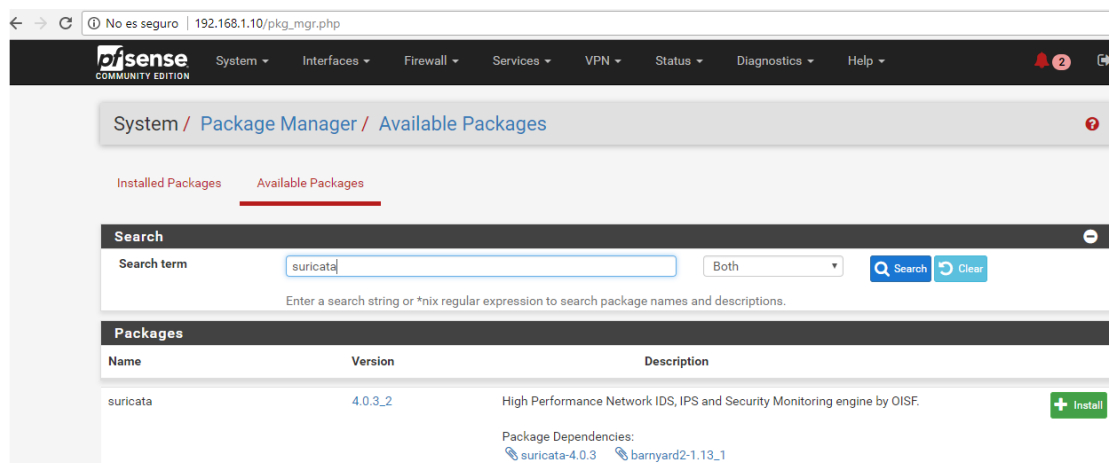 No es seguro | 192.168.1.10/pkg_mgr.php
pfsense System Interfaces Firewall Services VPN Status Diagnostics Help 2
COMMUNITY EDITION
System / Package Manager / Available Packages
Installed Packages Available Packages
Search
Search term suricata Both Search Clear
Enter a search string or *nix regular expression to search package names and descriptions.
Packages
Name Version Description
suricata 4.0.3_2 High Performance Network IDS, IPS and Security Monitoring engine by OISF. Install
Package Dependencies:
suricata-4.0.3 barnyard2-1.13_1